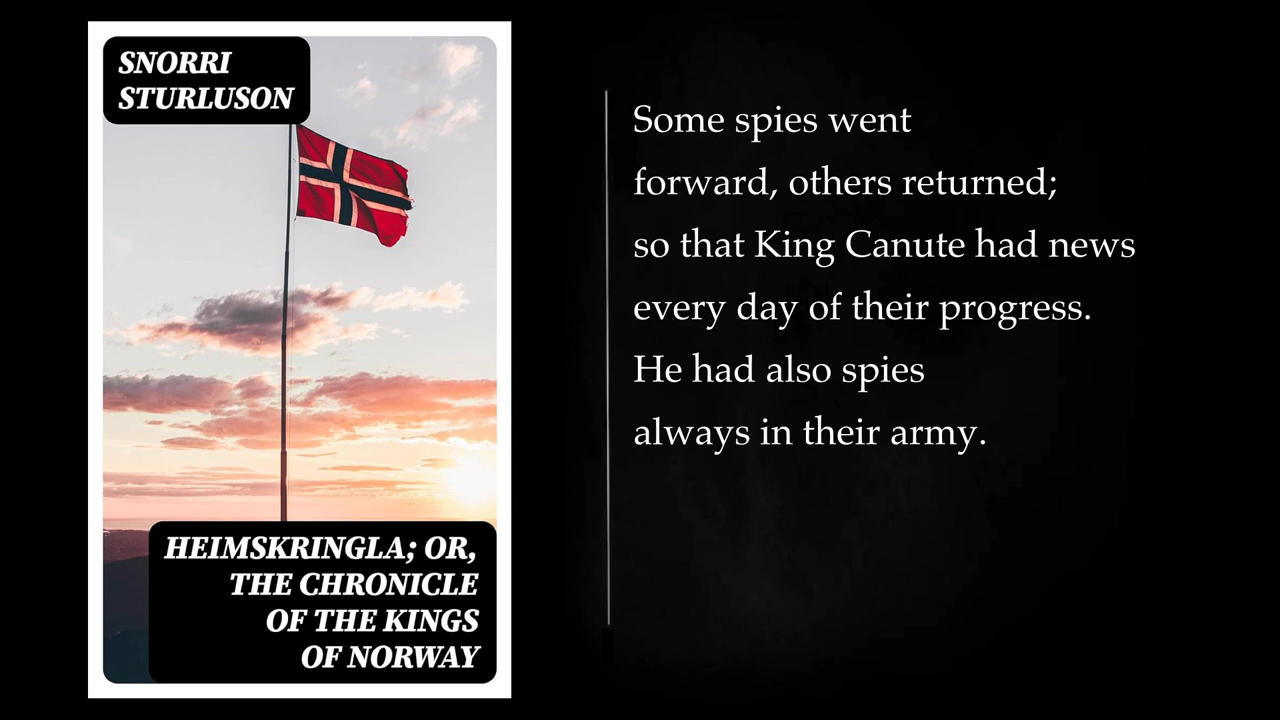 SNORRI
STURLUSON
HEIMSKRINGLA; OR,
THE CHRONICLE
OF THE KINGS
OF NORWAY
Some spies went
forward, others returned;
so that King Canute had news
every day of their progress.
He had also spies
always in their army.